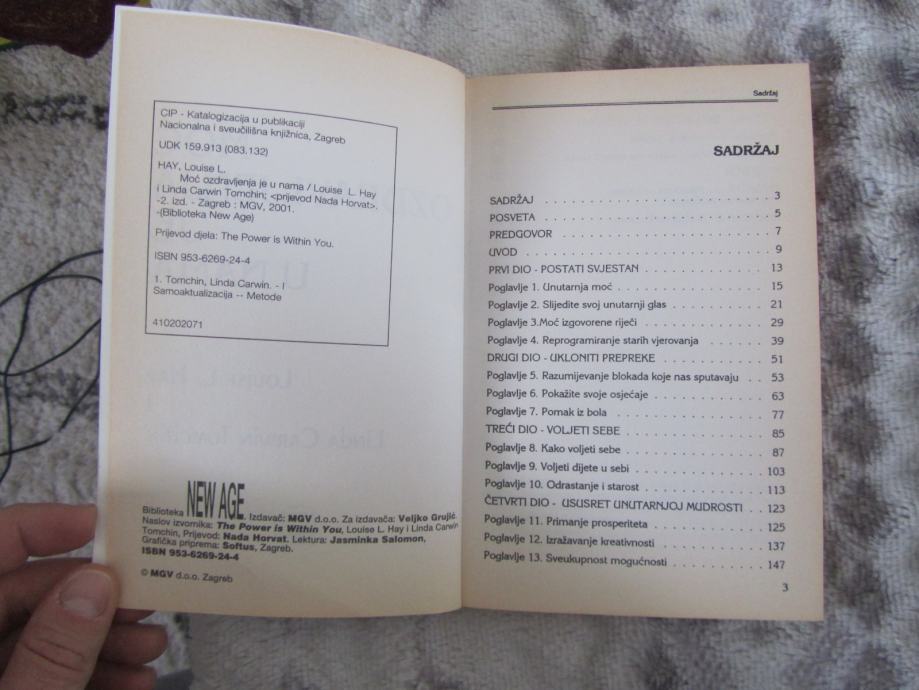 CIP - Katalogizacija u publikaciji
Nacionalna i sveučilišna knjižnica, Zagreb
UDK 159.913 (083.132)
HAY, Louise L.
Moć ozdravljenja je u nama / Louise L. Hay
i Linda Carwin Tomchin; <prijevod Nada Horvat>.
-2. izd. - Zagreb : MGV, 2001.
-(Biblioteka New Age)
Prijevod djela: The Power is Within You.
ISBN 953-6269-24-4
1. Tomchin, Linda Carwin. - I
Samoaktualizacija -- Metode
410202071
Biblioteka NEW AGE. Izdavač: MGV d.o.o. Za izdavača: Veljko Grujić.
Naslov izvornika: The Power is Within You, Louise L. Hay i Linda Carwin
Tomchin, Prijevod: Nada Horvat. Lektura: Jasminka Salomon,
Grafička priprema: Softus, Zagreb.
ISBN 953-6269-24-4
© MGV d.o.o. Zagreb
Sadržaj
SADRŽAJ
SADRŽAJ . . . . . . . . . . . . . . . . . . . . 3
POSVETA . . . . . . . . . . . . . . . . . . . . 5
PREDGOVOR . . . . . . . . . . . . . . . . . . 7
UVOD . . . . . . . . . . . . . . . . . . . . . . 9
PRVI DIO - POSTATI SVJESTAN . . . . . . . . . . 13
Poglavlje 1. Unutarnja moć . . . . . . . . . . . . 15
Poglavlje 2. Slijedite svoj unutarnji glas . . . . . . . 21
Poglavlje 3.Moć izgovorene riječi . . . . . . . . . . 29
Poglavlje 4. Reprogramiranje starih vjerovanja . . . . 39
DRUGI DIO - UKLONITI PREPREKE . . . . . . . . 51
Poglavlje 5. Razumijevanje blokada koje nas sputavaju . . 53
Poglavlje 6. Pokažite svoje osjećaje . . . . . . . . . 63
Poglavlje 7. Pomak iz bola . . . . . . . . . . . . 77
TREĆI DIO - VOLJETI SEBE . . . . . . . . . . . 85
Poglavlje 8. Kako voljeti sebe . . . . . . . . . . . 87
Poglavlje 9. Voljeti dijete u sebi . . . . . . . . . . 103
Poglavlje 10. Odrastanje i starost . . . . . . . . . 113
ČETVRTI DIO - USUSRET UNUTARNJOJ MUDROSTI . . 123
Poglavlje 11. Primanje prosperiteta . . . . . . . . . 125
Poglavlje 12. Izražavanje kreativnosti . . . . . . . . 137
Poglavlje 13. Sveukupnost mogućnosti . . . . . . . 147
3